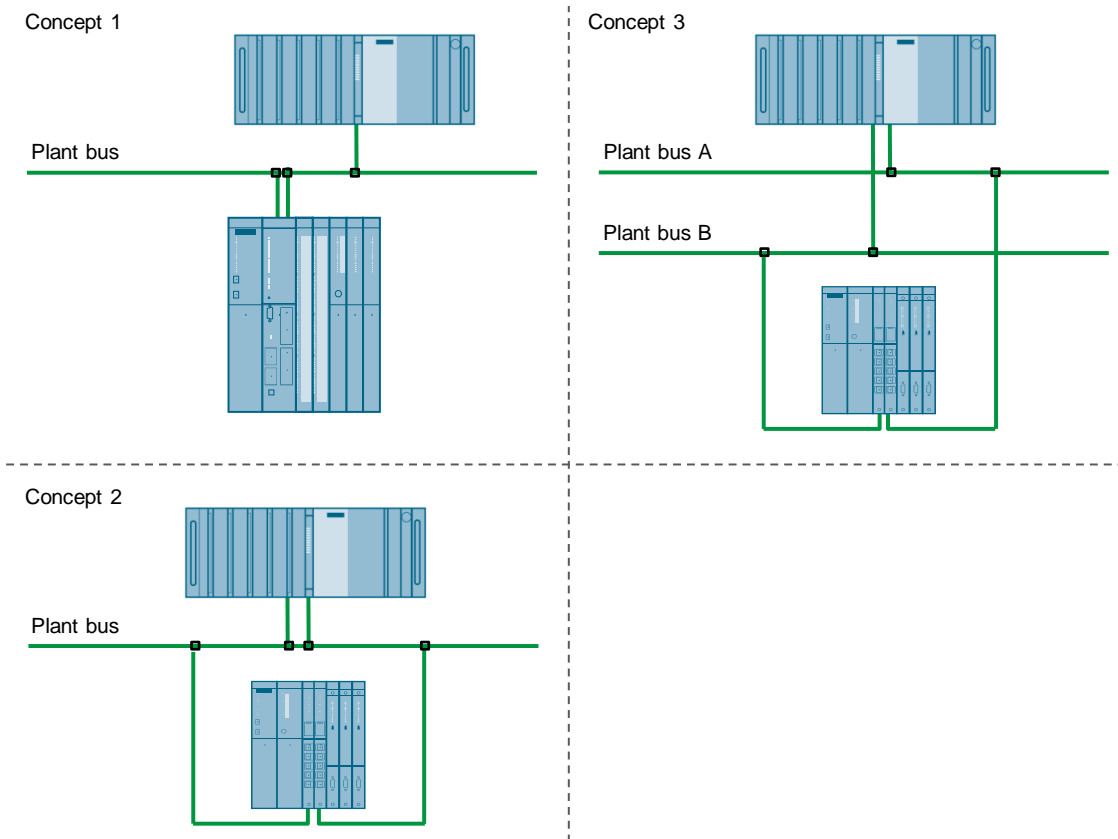 Concept 1
Plant bus
Concept 3
Plant bus A
Plant bus B
Concept 2
Plant bus